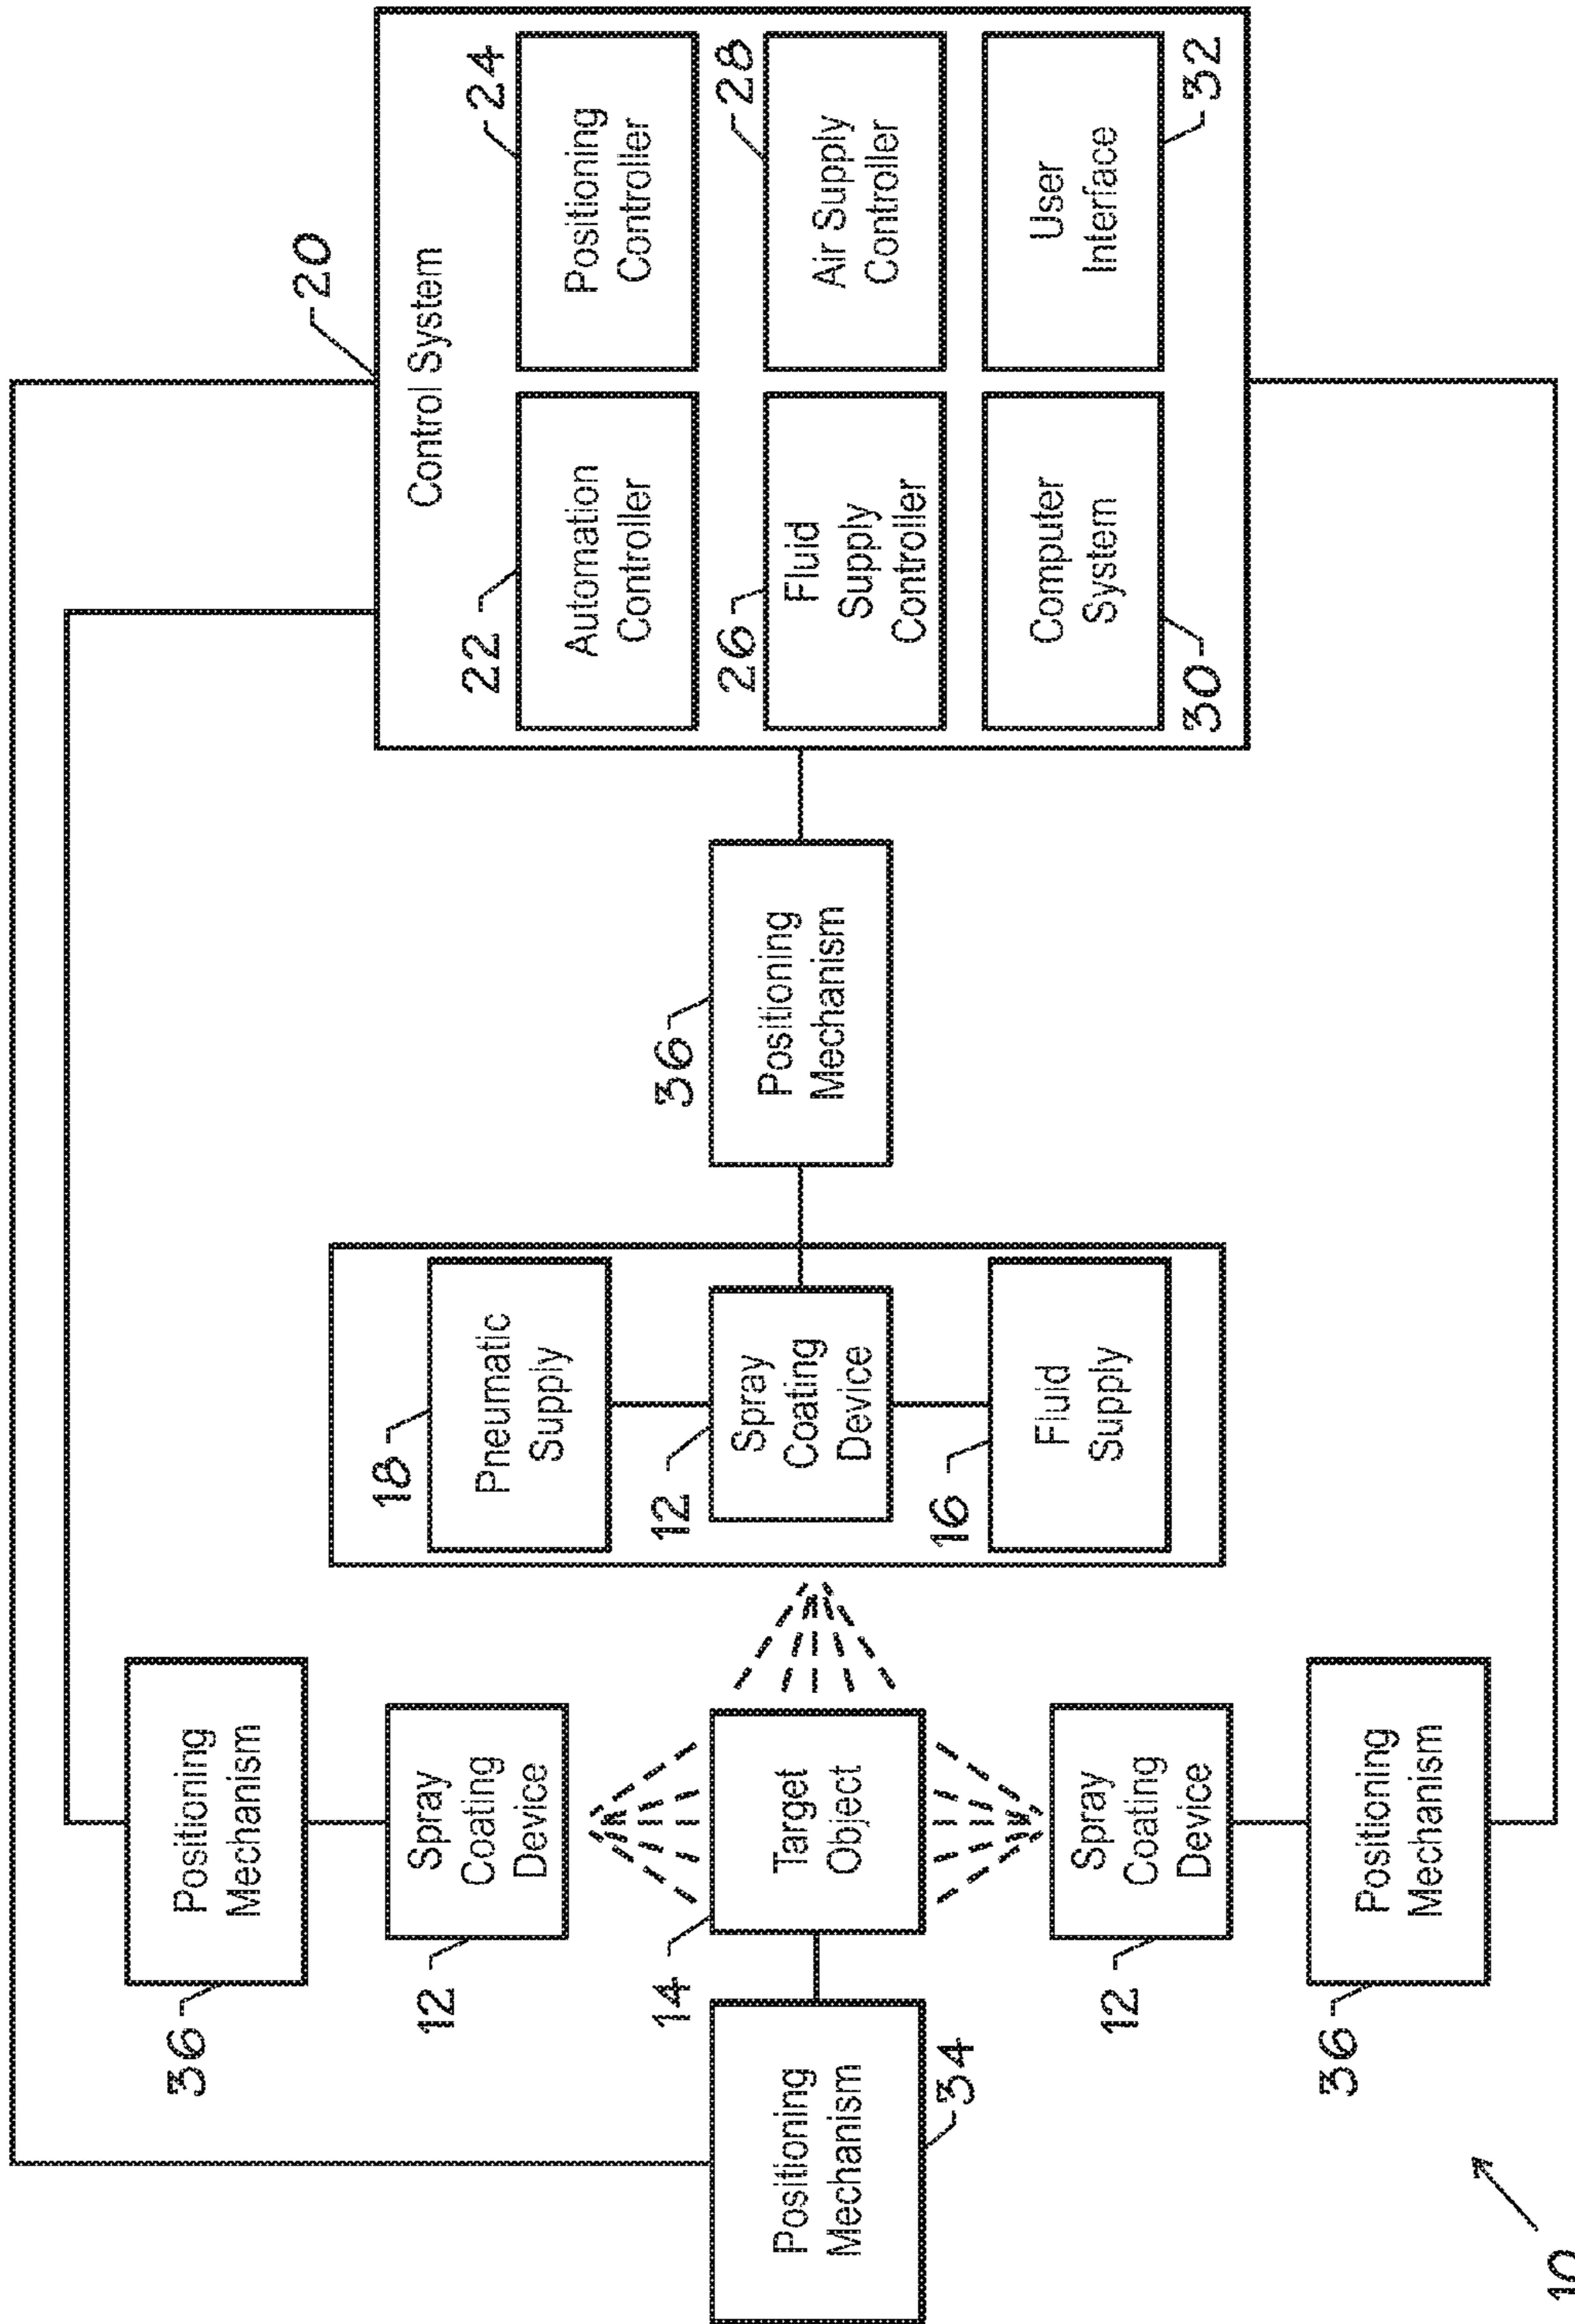 20
Control System
22
Automation
Controller
24
Positioning
Controller
26
Fluid
Supply
Controller
28
Air Supply
Controller
30
Computer
System
32
User
Interface
36
Positioning
Mechanism
12
Spray
Coating
Device
18
Pneumatic
Supply
12
Spray
Coating
Device
16
Fluid
Supply
36
Positioning
Mechanism
34
Positioning
Mechanism
14
Target
Object
12
Spray
Coating
Device
36
Positioning
Mechanism
10